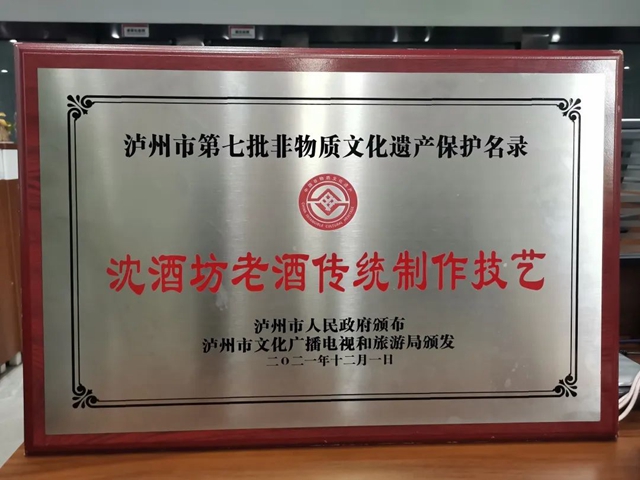 泸州市第七批非物质文化遗产保护名录
沈酒坊老酒传统制作技艺
泸州市人民政府颁布
泸州市文化广播电视和旅游局颁发
二〇二一年十二月一日